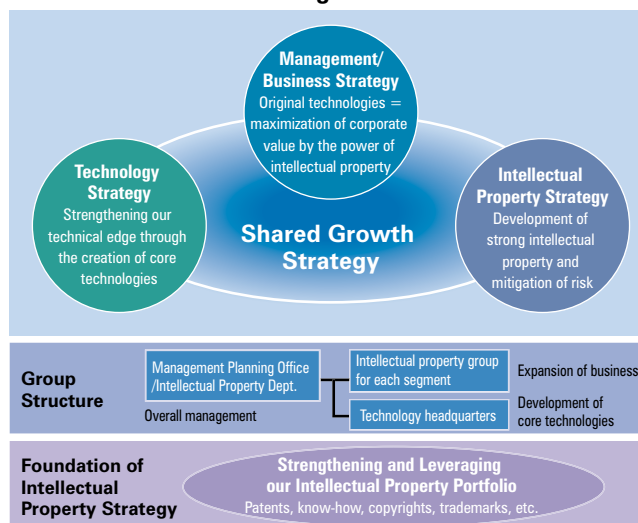 Management/
Business Strategy
Original technologies =
maximization of corporate
value by the power of
intellectual property
Technology
Strategy
Strengthening our
technical edge through
the creation of core
technologies
Intellectual
Property Strategy
Development of
strong intellectual
property and
mitigation of risk
Shared Growth
Strategy
Group
Structure
Management Planning Office
/Intellectual Property Dept.
Overall management
Intellectual property group
for each segment
Expansion of business
Technology headquarters
Development of
core technologies
Foundation of
Intellectual
Property Strategy
Strengthening and Leveraging
our Intellectual Property Portfolio
Patents, know-how, copyrights, trademarks, etc.